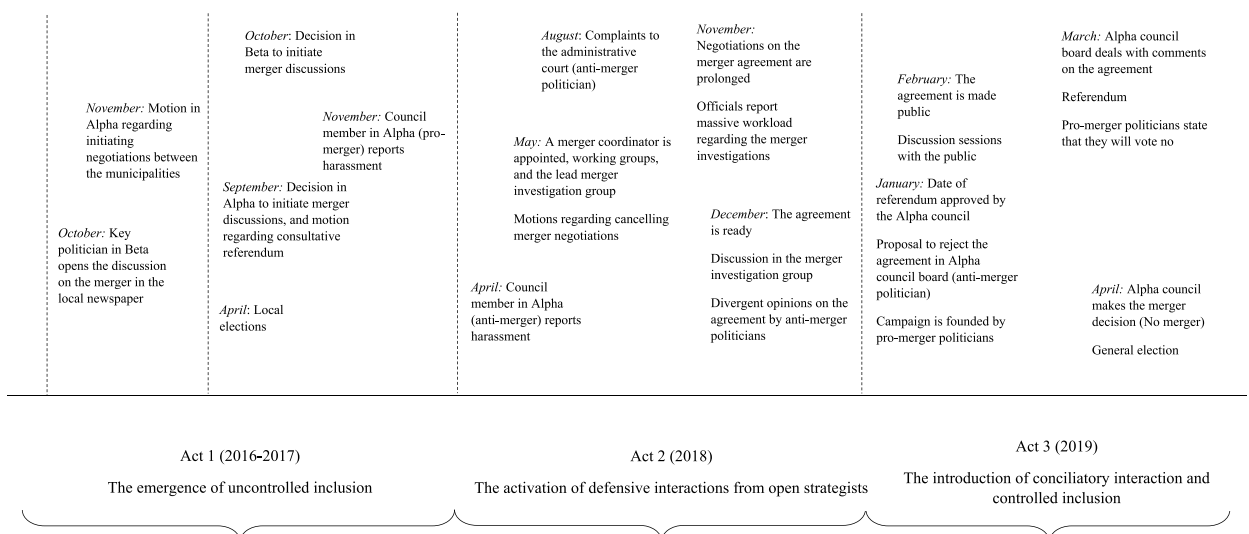 November: Motion in
Alpha regarding
initiating
negotiations between
the municipalities
October: Key
politician in Beta
opens the discussion
on the merger in the
local newspaper
October: Decision in
Beta to initiate
merger discussions
November: Council
member in Alpha (pro-
merger) reports
harassment
September: Decision in
Alpha to initiate merger
discussions, and motion
regarding consultative
referendum
April: Local
elections
August: Complaints to
the administrative
court (anti-merger
politician)
May: A merger coordinator is
appointed, working groups,
and the lead merger
investigation group
Motions regarding cancelling
merger negotiations
April: Council
member in Alpha
(anti-merger) reports
harassment
November:
Negotiations on the
merger agreement are
prolonged
Officials report
massive workload
regarding the merger
investigations
December: The agreement
is ready
Discussion in the merger
investigation group
Divergent opinions on the
agreement by anti-merger
politicians
February: The
agreement is made
public
Discussion sessions
with the public
January: Date of
referendum approved by
the Alpha council
Proposal to reject the
agreement in Alpha
council board (anti-merger
politician)
Campaign is founded by
pro-merger politicians
March: Alpha council
board deals with comments
on the agreement
Referendum
Pro-merger politicians state
that they will vote no
April: Alpha council
makes the merger
decision (No merger)
General election
Act 1 (2016-2017)
The emergence of uncontrolled inclusion
Act 2 (2018)
The activation of defensive interactions from open strategists
Act 3 (2019)
The introduction of conciliatory interaction and
controlled inclusion